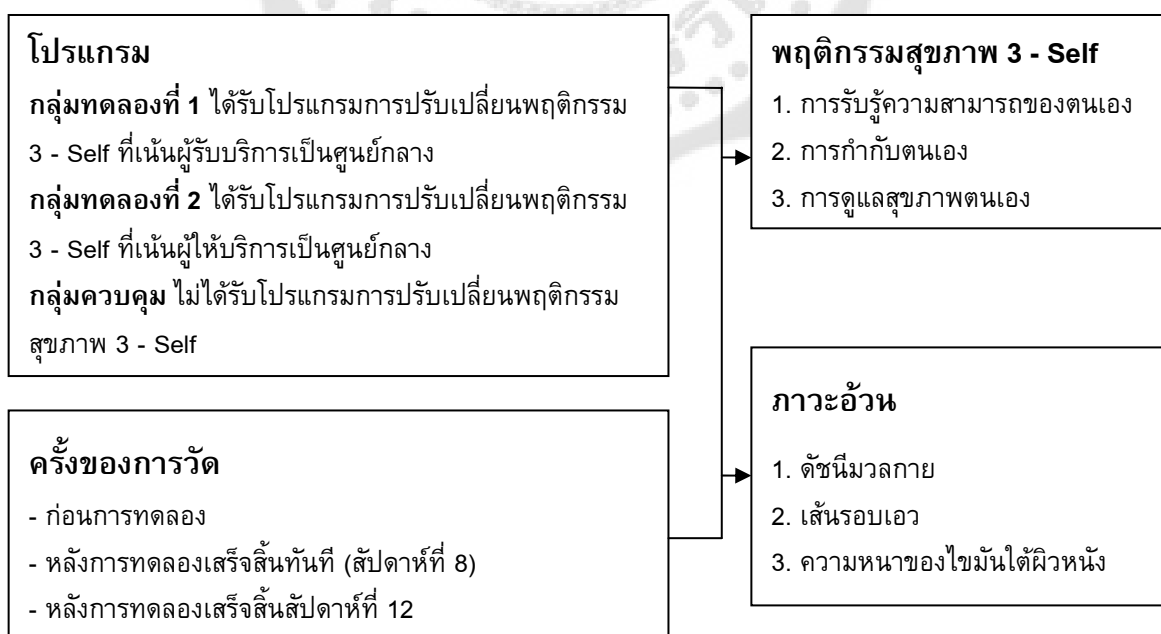 โปรแกรม
กลุ่มทดลองที่ 1 ได้รับโปรแกรมการปรับเปลี่ยนพฤติกรรม
3 - Self ที่เน้นผู้รับบริการเป็นศูนย์กลาง
กลุ่มทดลองที่ 2 ได้รับโปรแกรมการปรับเปลี่ยนพฤติกรรม
3 - Self ที่เน้นผู้ให้บริการเป็นศูนย์กลาง
กลุ่มควบคุม ไม่ได้รับโปรแกรมการปรับเปลี่ยนพฤติกรรม
สุขภาพ 3 - Self
ครั้งของการวัด
- ก่อนการทดลอง
- หลังการทดลองเสร็จสิ้นทันที (สัปดาห์ที่ 8)
- หลังการทดลองเสร็จสิ้นสัปดาห์ที่ 12
พฤติกรรมสุขภาพ 3 - Self
1. การรับรู้ความสามารถของตนเอง
2. การกำกับตนเอง
3. การดูแลสุขภาพตนเอง
ภาวะอ้วน
1. ดัชนีมวลกาย
2. เส้นรอบเอว
3. ความหนาของไขมันใต้ผิวหนัง